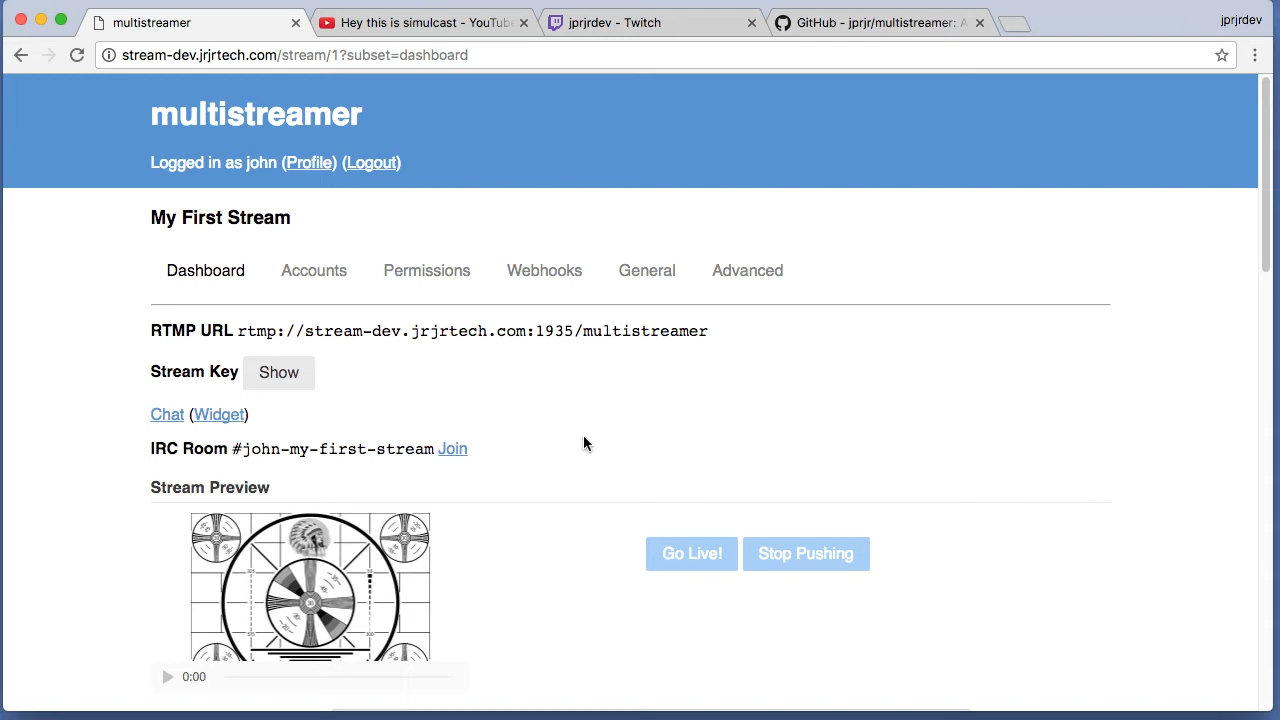 multistreamer
Hey this is simulcast - YouTube
jprjrdev - Twitch
GitHub - jprjr/multistreamer: A
jprjrdev
stream-dev.jrjrtech.com/stream/1?subset=dashboard
multistreamer
Logged in as john (Profile) (Logout)
My First Stream
Dashboard Accounts Permissions Webhooks General Advanced
RTMP URL rtmp://stream-dev.jrjrtech.com:1935/multistreamer
Stream Key Show
Chat (Widget)
IRC Room #john-my-first-stream Join
Stream Preview
Go Live! Stop Pushing
0:00